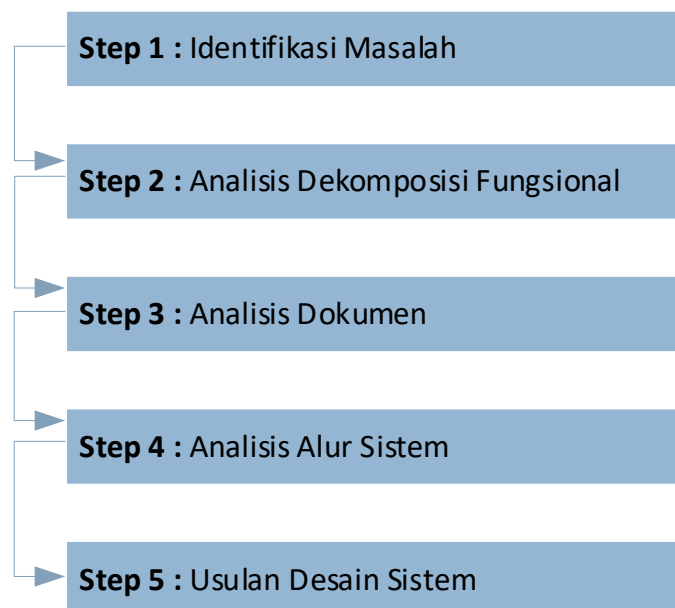 Step 1 : Identifikasi Masalah
Step 2 : Analisis Dekomposisi Fungsional
Step 3 : Analisis Dokumen
Step 4 : Analisis Alur Sistem
Step 5 : Usulan Desain Sistem